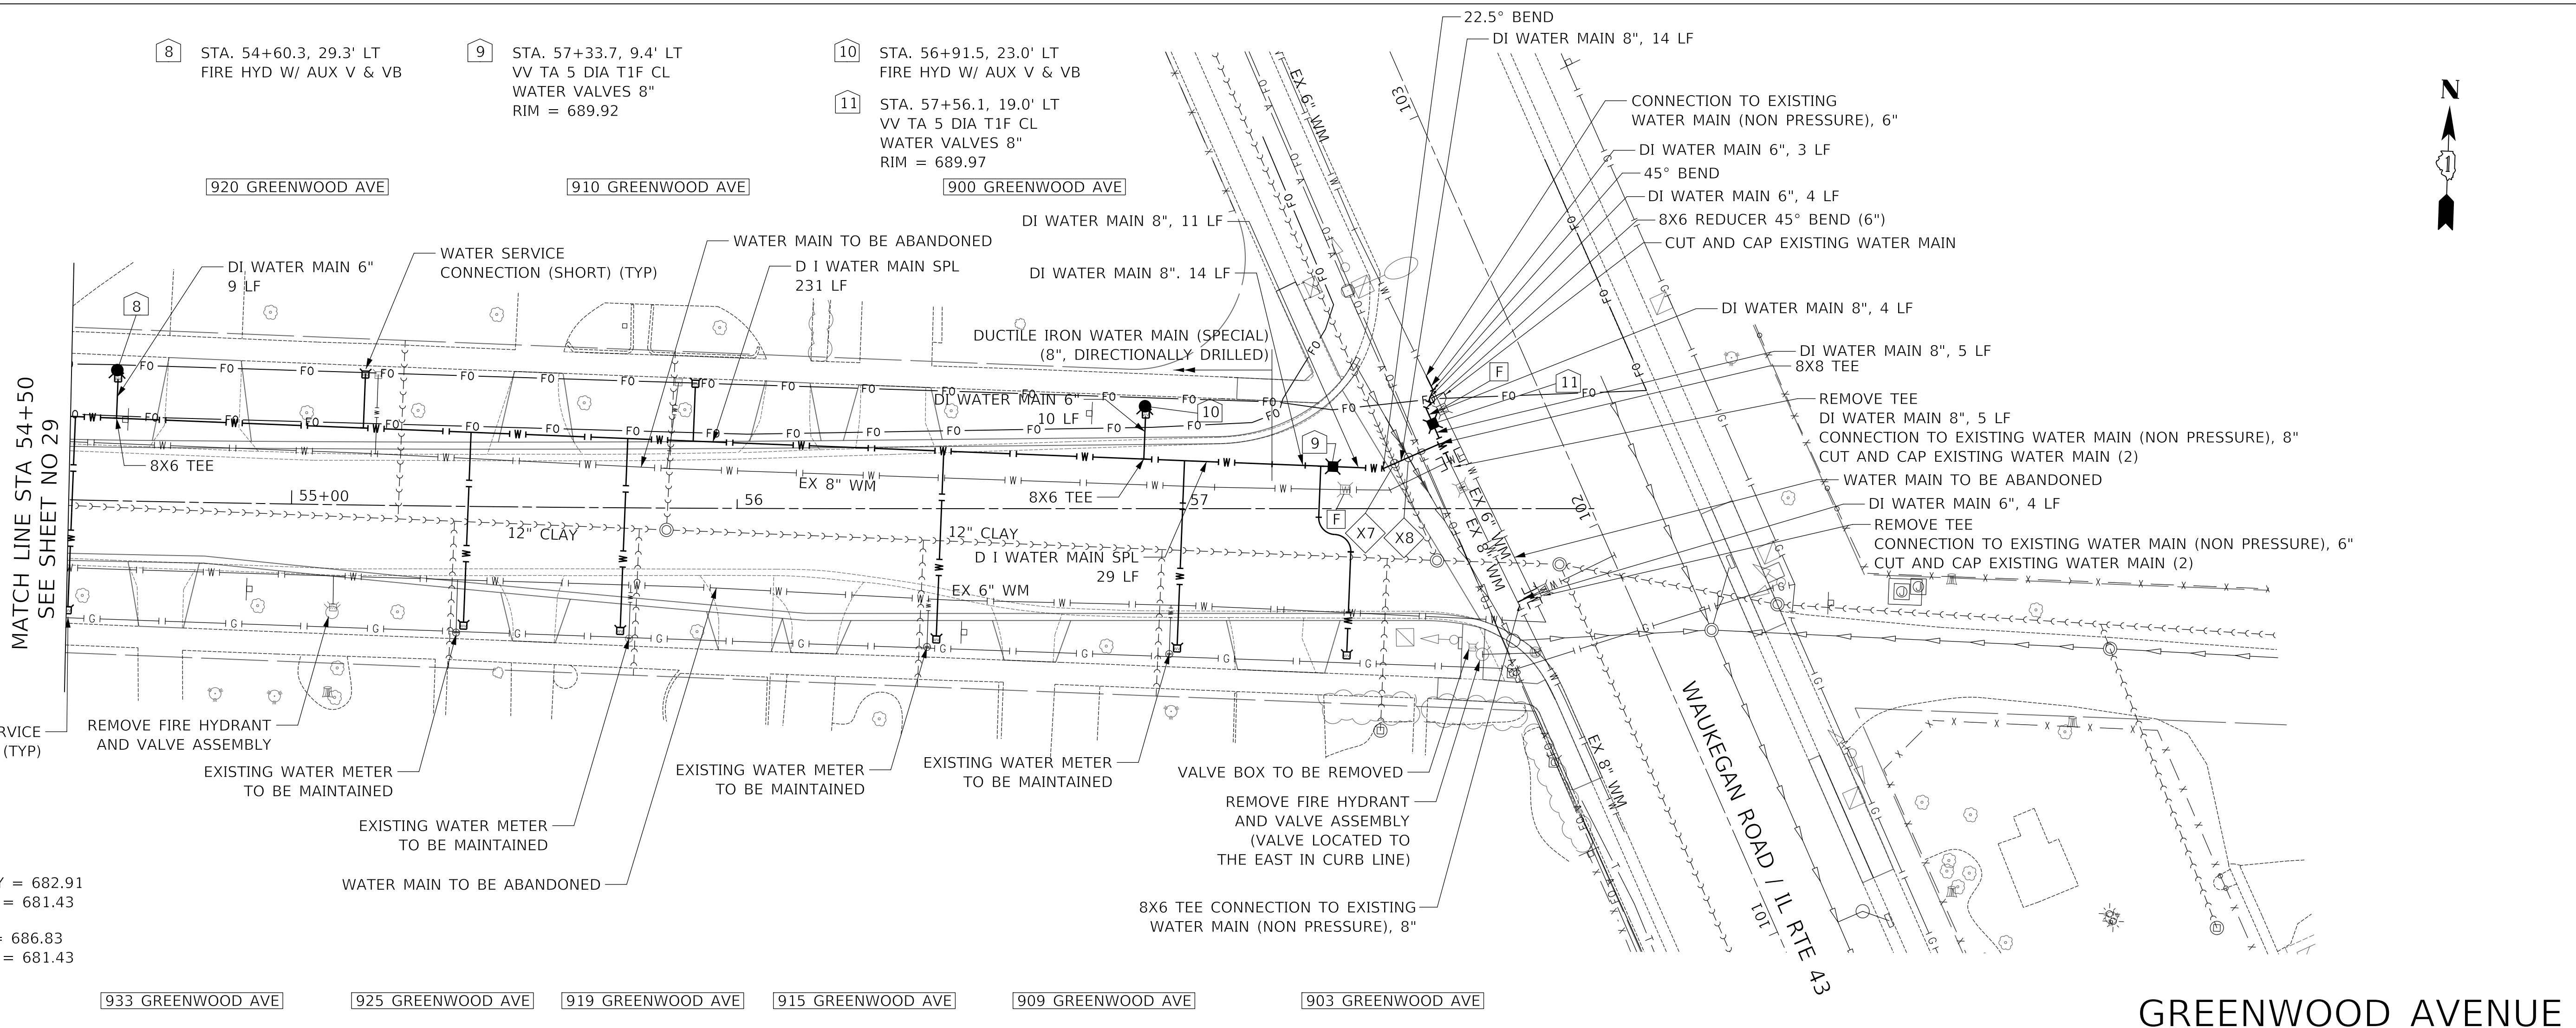 8
STA. 54+60.3, 29.3' LT
FIRE HYD W/ AUX V & VB
9
STA. 57+33.7, 9.4' LT
VV TA 5 DIA T1F CL
WATER VALVES 8"
RIM = 689.92
10
STA. 56+91.5, 23.0' LT
FIRE HYD W/ AUX V & VB
11
STA. 57+56.1, 19.0' LT
VV TA 5 DIA T1F CL
WATER VALVES 8"
RIM = 689.97
920 GREENWOOD AVE
910 GREENWOOD AVE
900 GREENWOOD AVE
22.5° BEND
DI WATER MAIN 8", 14 LF
CONNECTION TO EXISTING
WATER MAIN (NON PRESSURE), 6"
DI WATER MAIN 6", 3 LF
45° BEND
DI WATER MAIN 6", 4 LF
8X6 REDUCER 45° BEND (6")
CUT AND CAP EXISTING WATER MAIN
DI WATER MAIN 8", 4 LF
DI WATER MAIN 8", 5 LF
8X8 TEE
REMOVE TEE
DI WATER MAIN 8", 5 LF
CONNECTION TO EXISTING WATER MAIN (NON PRESSURE), 8"
CUT AND CAP EXISTING WATER MAIN (2)
WATER MAIN TO BE ABANDONED
DI WATER MAIN 6", 4 LF
REMOVE TEE
CONNECTION TO EXISTING WATER MAIN (NON PRESSURE), 6"
CUT AND CAP EXISTING WATER MAIN (2)
N
1
EX 6" WM
103
DI WATER MAIN 8", 11 LF
DI WATER MAIN 8". 14 LF
DUCTILE IRON WATER MAIN (SPECIAL)
(8", DIRECTIONALLY DRILLED)
DI WATER MAIN 6"
9 LF
WATER SERVICE
CONNECTION (SHORT) (TYP)
WATER MAIN TO BE ABANDONED
D I WATER MAIN SPL
231 LF
8
DI WATER MAIN 6"
10 LF
10
9
F
11
F
X7
X8
MATCH LINE STA 54+50
SEE SHEET NO 29
8X6 TEE
55+00
56
57
EX 8" WM
8X6 TEE
12" CLAY
12" CLAY
D I WATER MAIN SPL
29 LF
EX 6" WM
EX 6" WM
EX 8" WM
102
EX 8" WM
WAUKEGAN ROAD / IL RTE 43
101
RVICE
(TYP)
REMOVE FIRE HYDRANT
AND VALVE ASSEMBLY
EXISTING WATER METER
TO BE MAINTAINED
EXISTING WATER METER
TO BE MAINTAINED
WATER MAIN TO BE ABANDONED
EXISTING WATER METER
TO BE MAINTAINED
EXISTING WATER METER
TO BE MAINTAINED
VALVE BOX TO BE REMOVED
REMOVE FIRE HYDRANT
AND VALVE ASSEMBLY
(VALVE LOCATED TO
THE EAST IN CURB LINE)
8X6 TEE CONNECTION TO EXISTING
WATER MAIN (NON PRESSURE), 8"
= 682.91
= 681.43
= 686.83
= 681.43
933 GREENWOOD AVE
925 GREENWOOD AVE
919 GREENWOOD AVE
915 GREENWOOD AVE
909 GREENWOOD AVE
903 GREENWOOD AVE
GREENWOOD AVENUE